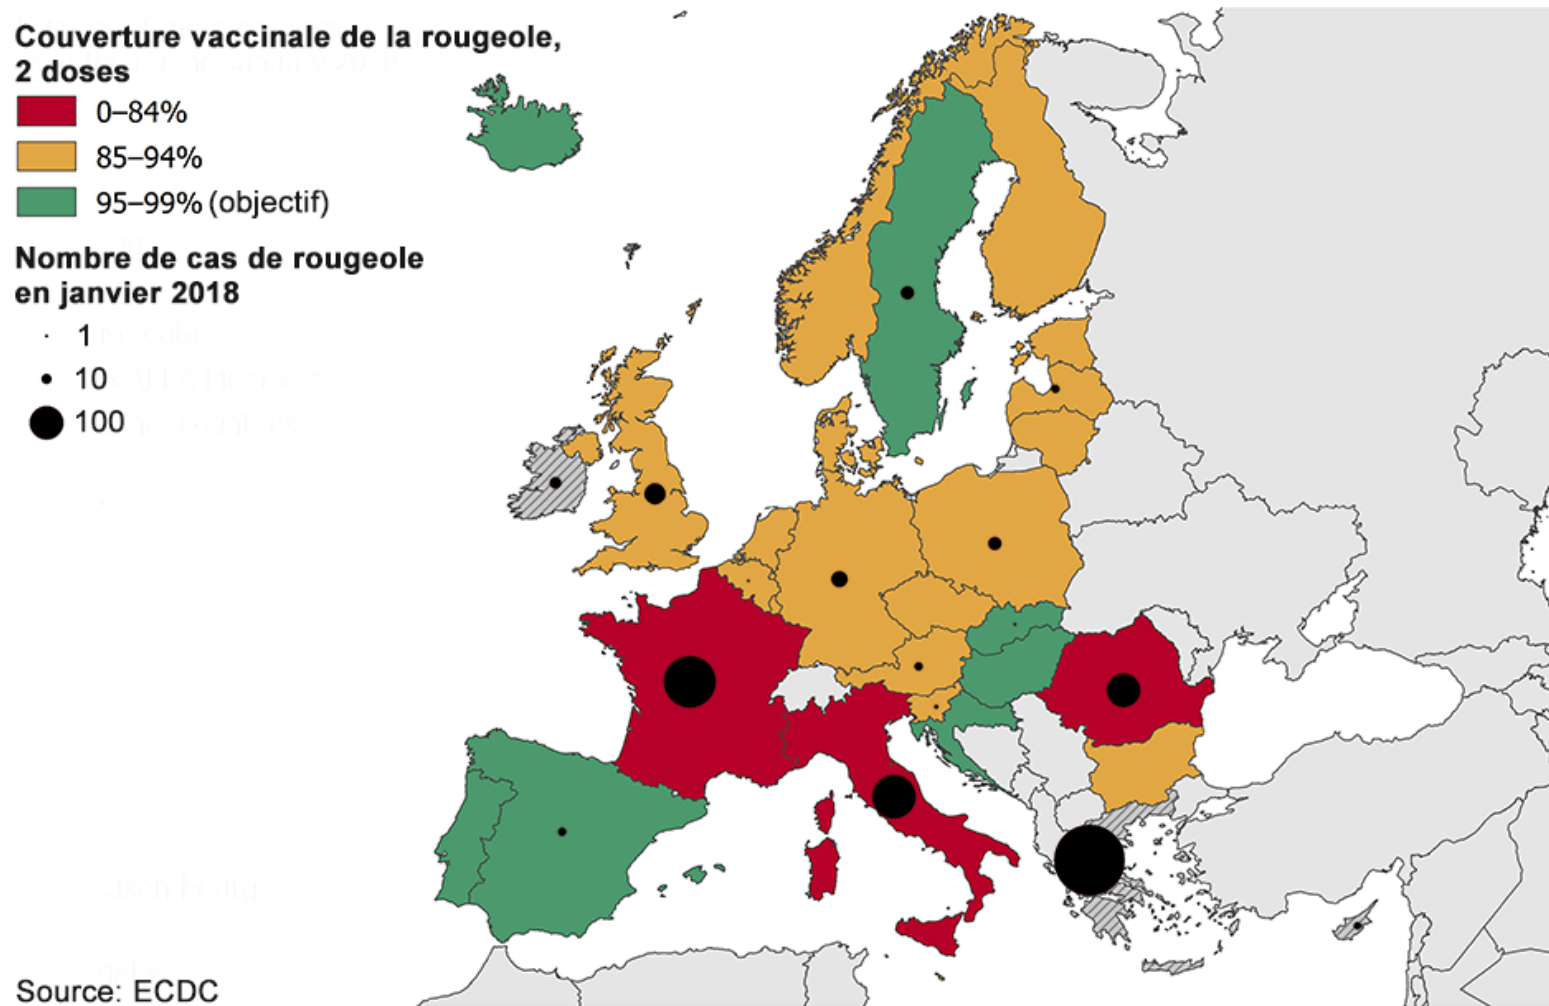 Couverture vaccinale de la rougeole,
2 doses
0–84%
85–94%
95–99% (objectif)
Nombre de cas de rougeole
en janvier 2018
1
10
100
Source: ECDC